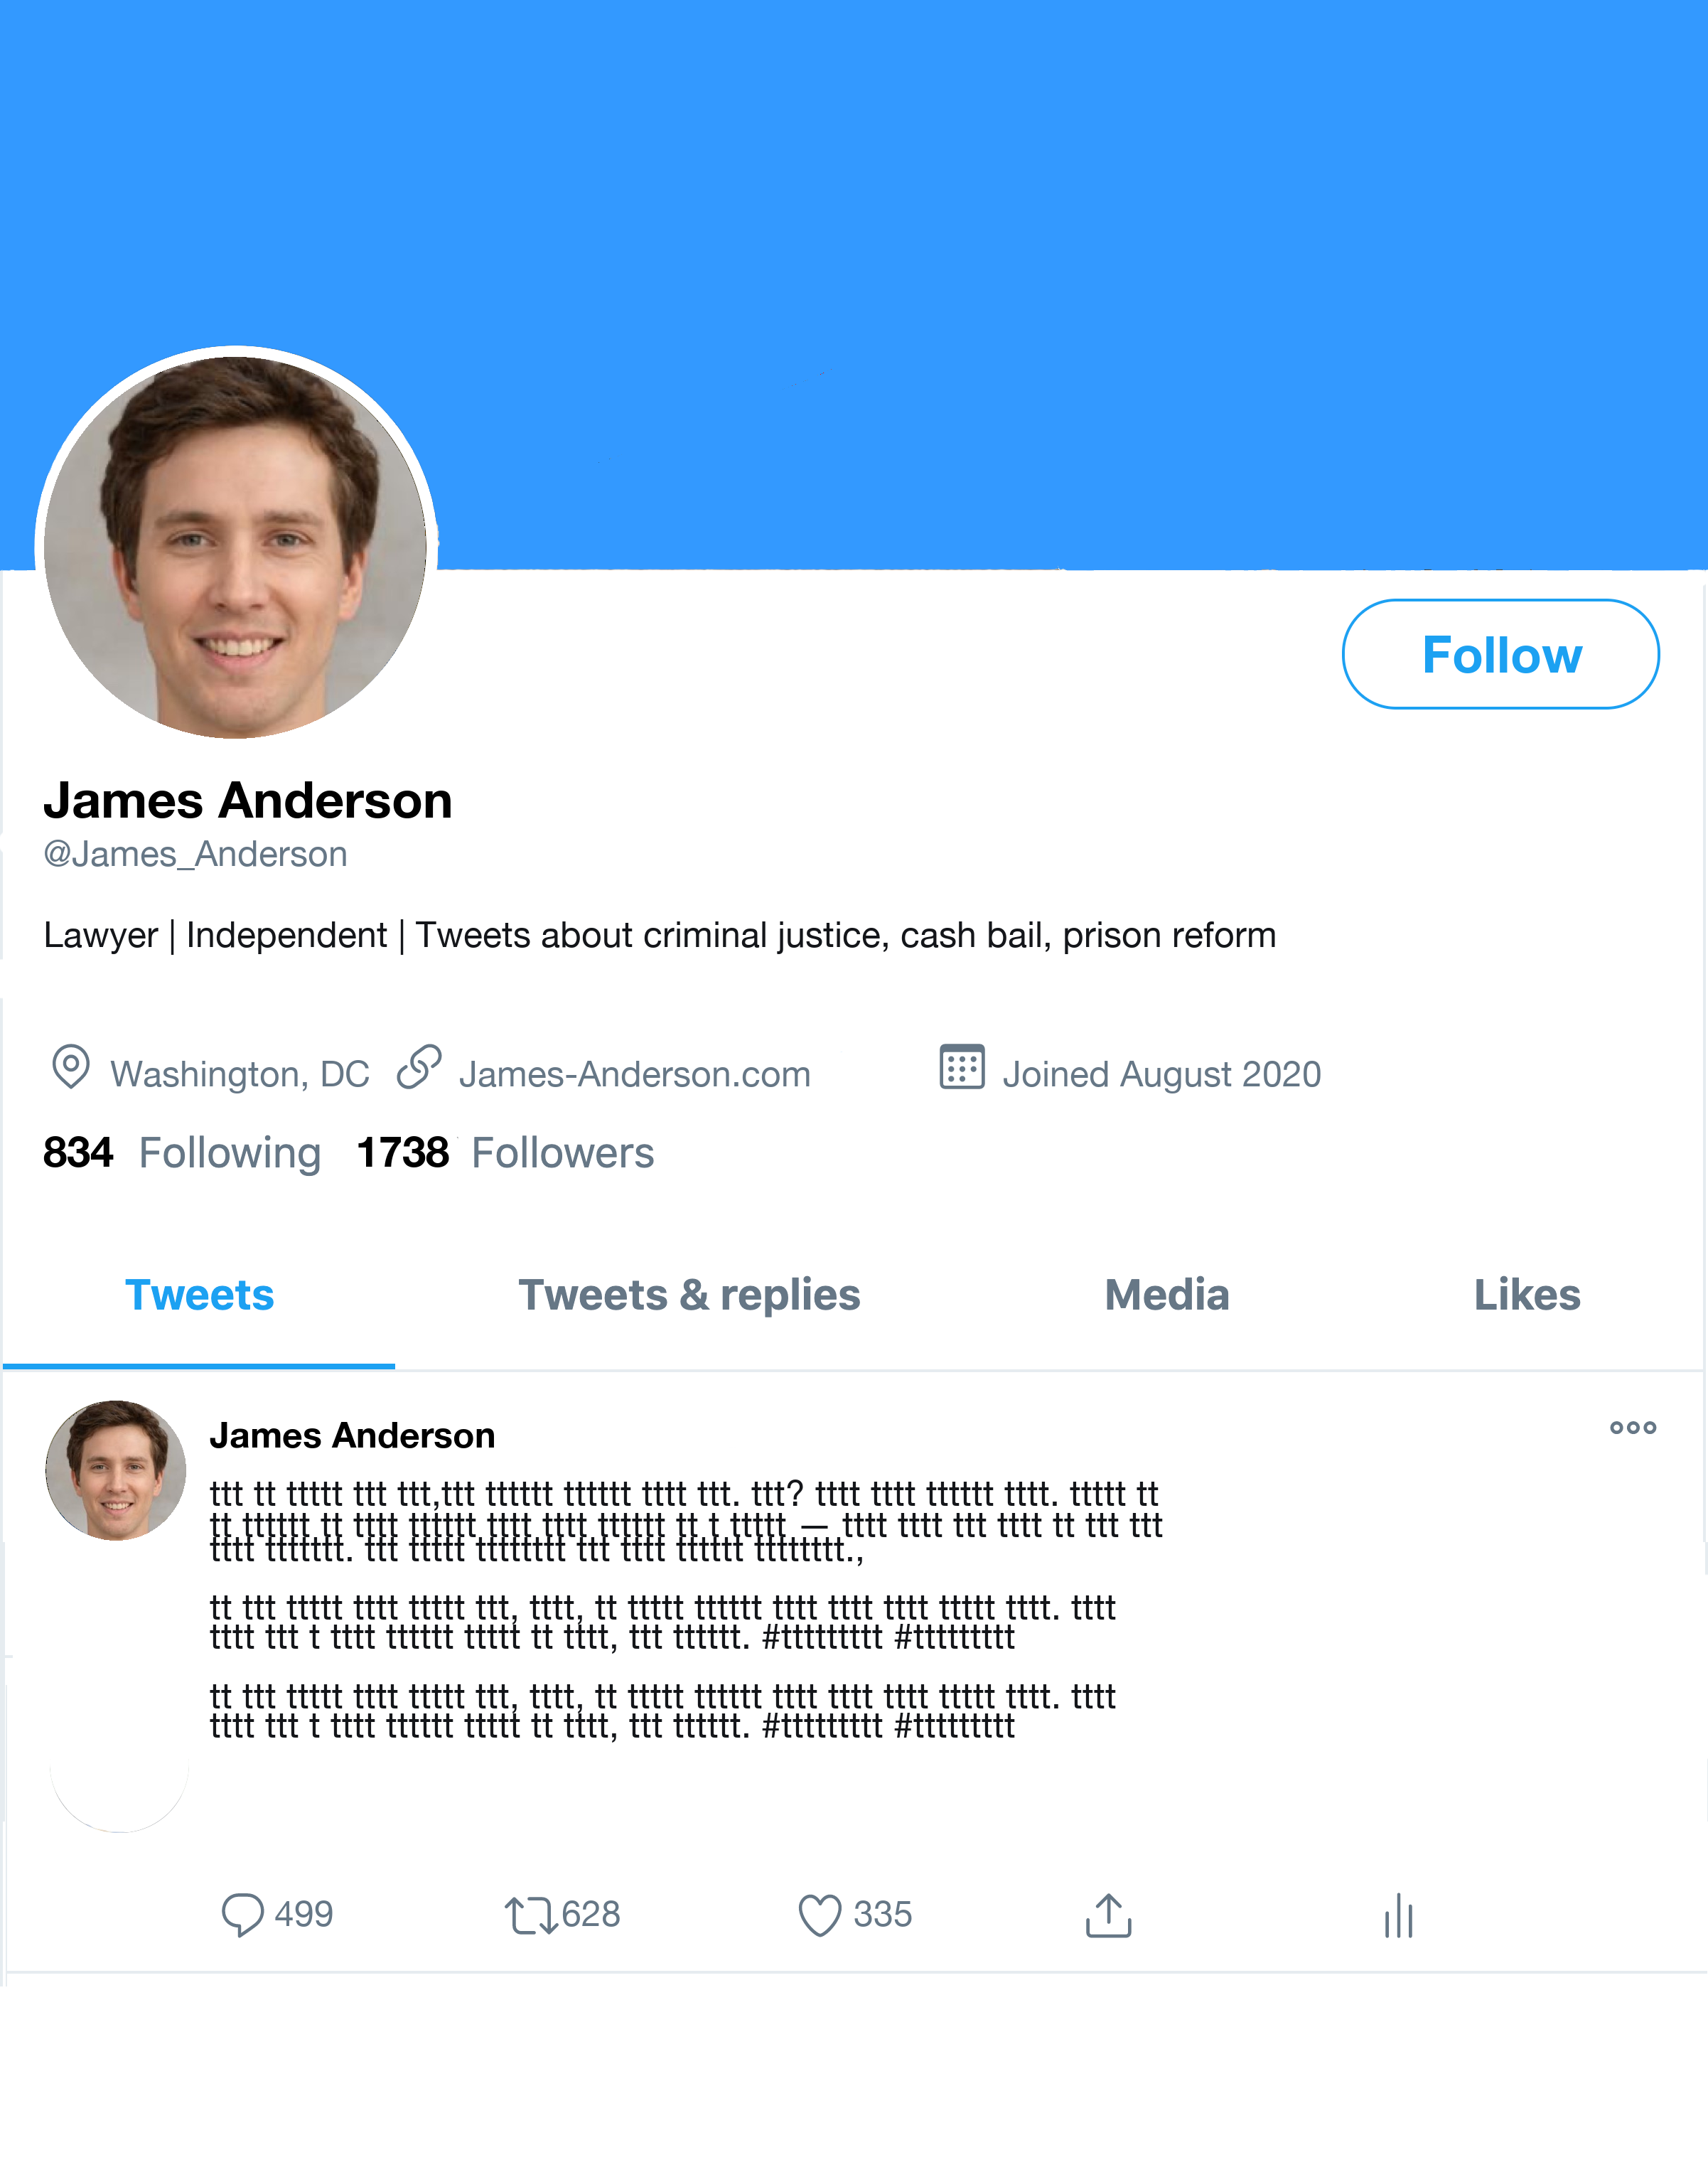 Follow
James Anderson
@James_Anderson
Lawyer | Independent | Tweets about criminal justice, cash bail, prison reform
Washington, DC James-Anderson.com Joined August 2020
834 Following 1738 Followers
Tweets Tweets & replies Media Likes
James Anderson
ttt tt ttttt ttt ttt,ttt tttttt tttttt tttt ttt. ttt? tttt tttt tttttt tttt. ttttt tt
tt tttttt tt tttt tttttt tttt tttt tttttt tt t ttttt — tttt tttt ttt tttt tt ttt ttt
tttt ttttttt. ttt ttttt tttttttt ttt tttt tttttt tttttttt.,
tt ttt ttttt tttt ttttt ttt, tttt, tt ttttt tttttt tttt tttt tttt ttttt tttt. tttt
tttt ttt t tttt tttttt ttttt tt tttt, ttt tttttt. #ttttttttt #ttttttttt
tt ttt ttttt tttt ttttt ttt, tttt, tt ttttt tttttt tttt tttt tttt ttttt tttt. tttt
tttt ttt t tttt tttttt ttttt tt tttt, ttt tttttt. #ttttttttt #ttttttttt
499 628 335